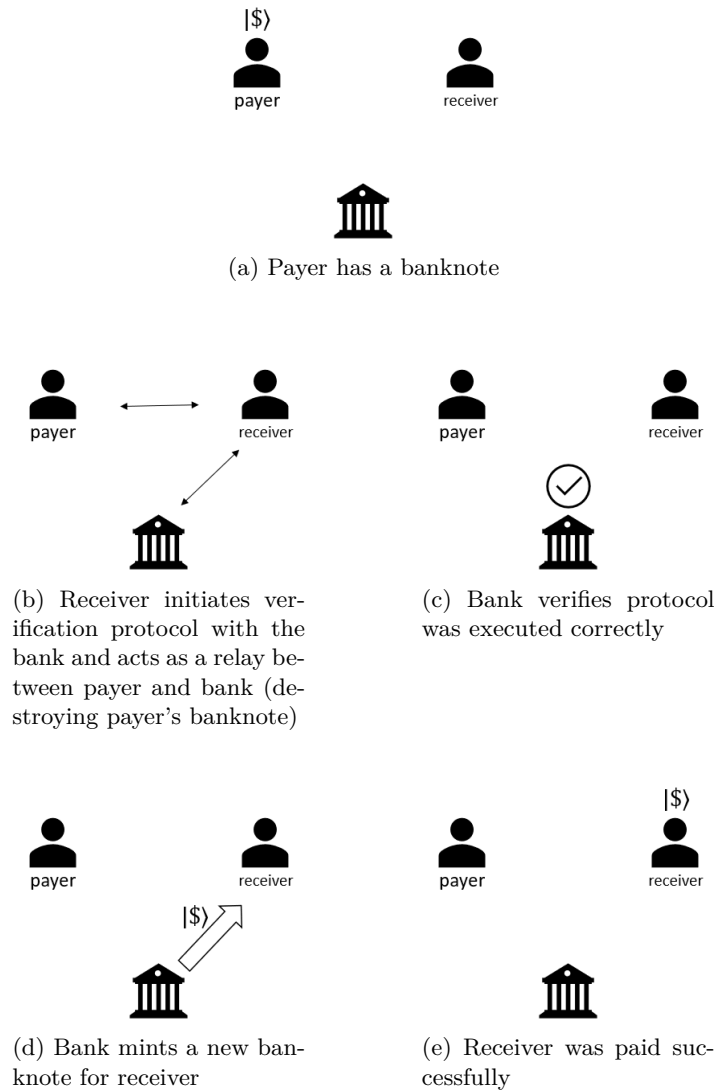 |$⟩
payer receiver
(a) Payer has a banknote
payer receiver
(b) Receiver initiates ver-
ification protocol with the
bank and acts as a relay be-
tween payer and bank (de-
stroying payer's banknote)
payer receiver
(c) Bank verifies protocol
was executed correctly
payer receiver
|$⟩
(d) Bank mints a new ban-
knote for receiver
|$⟩
payer receiver
(e) Receiver was paid suc-
cessfully